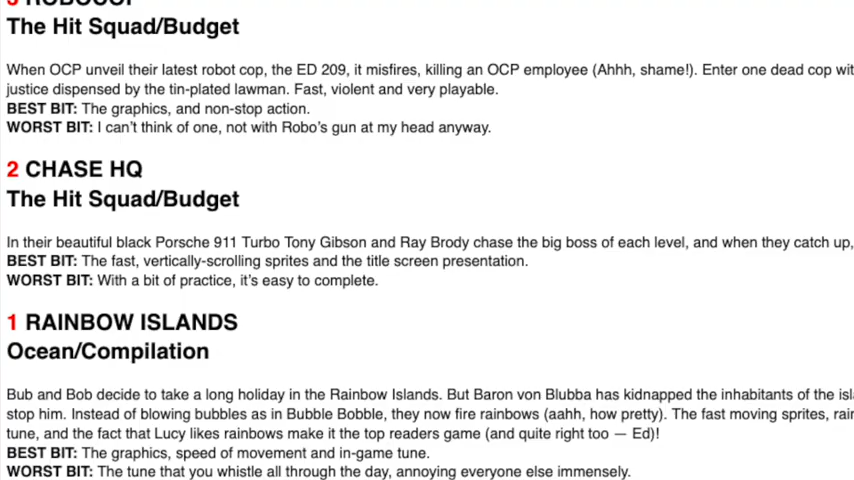 The Hit Squad/Budget
When OCP unveil their latest robot cop, the ED 209, it misfires, killing an OCP employee (Ahhh, shame!). Enter one dead cop
justice dispensed by the tin-plated lawman. Fast, violent and very playable.
BEST BIT: The graphics, and non-stop action.
WORST BIT: I can’t think of one, not with Robo’s gun at my head anyway.
2 CHASE HQ
The Hit Squad/Budget
In their beautiful black Porsche 911 Turbo Tony Gibson and Ray Brody chase the big boss of each level, and when they catch up,
BEST BIT: The fast, vertically-scrolling sprites and the title screen presentation.
WORST BIT: With a bit of practice, it’s easy to complete.
1 RAINBOW ISLANDS
Ocean/Compilation
Bub and Bob decide to take a long holiday in the Rainbow Islands. But Baron von Blubba has kidnapped the inhabitants of the
stop him. Instead of blowing bubbles as in Bubble Bobble, they now fire rainbows (aahh, how pretty). The fast moving sprites,
tune, and the fact that Lucy likes rainbows make it the top readers game (and quite right too — Ed)!
BEST BIT: The graphics, speed of movement and in-game tune.
WORST BIT: The tune that you whistle all through the day, annoying everyone else immensely.